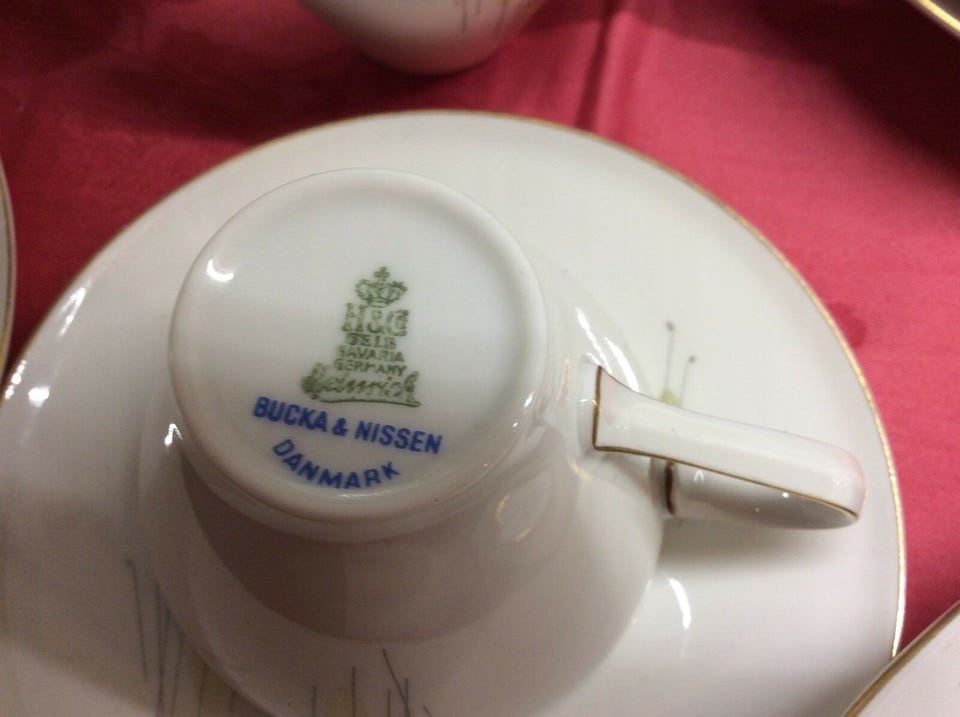 H&C
SELB
BAVARIA
GERMANY
Heinrich
BUCKA & NISSEN
DANMARK